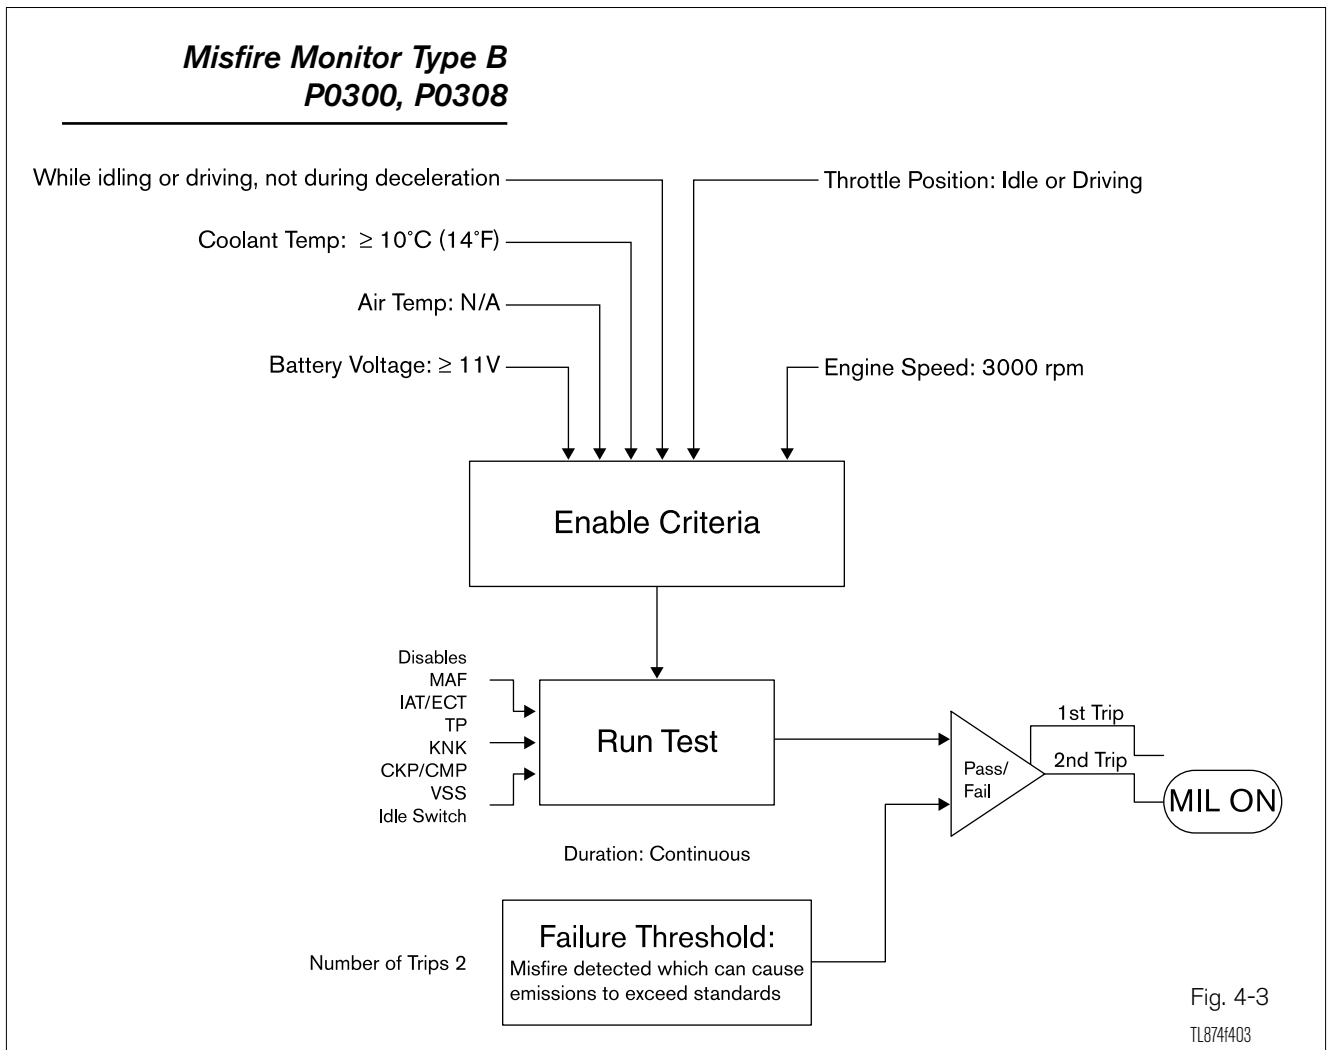 Misfire Monitor Type B
P0300, P0308
While idling or driving, not during deceleration
Throttle Position: Idle or Driving
Coolant Temp: ≥ 10˚C (14˚F)
Air Temp: N/A
Battery Voltage: ≥ 11V
Engine Speed: 3000 rpm
Enable Criteria
Disables
MAF
IAT/ECT
TP
KNK
CKP/CMP
VSS
Idle Switch
Run Test
Duration: Continuous
Pass/
Fail
1st Trip
2nd Trip
MIL ON
Number of Trips 2
Failure Threshold:
Misfire detected which can cause
emissions to exceed standards
Fig. 4-3
TL874f403